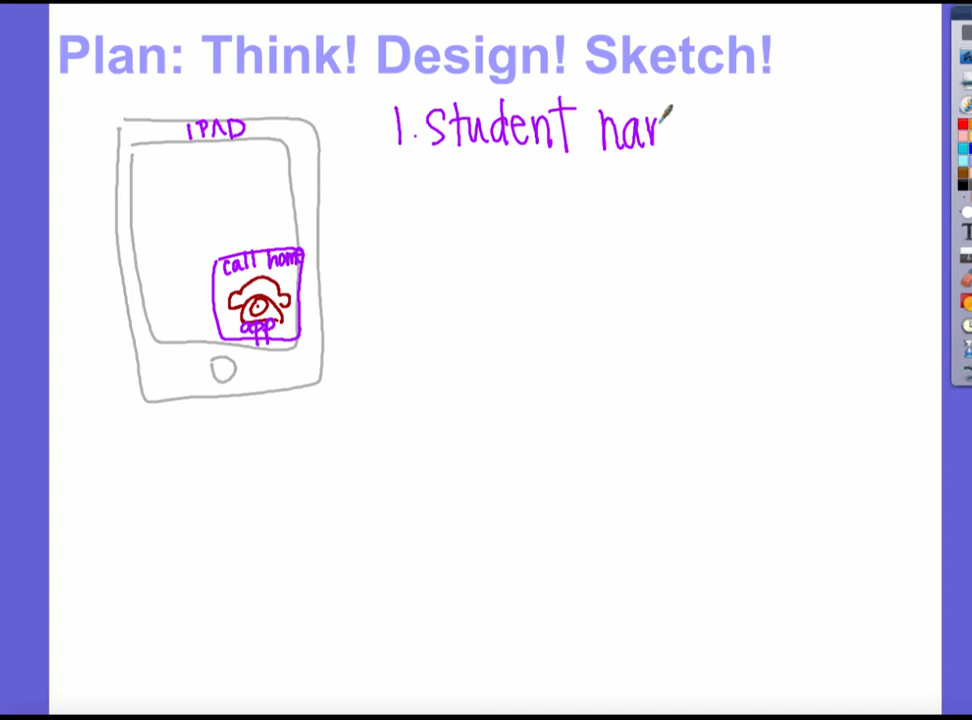 Plan: Think! Design! Sketch!
IPAD
1. Student nar
call home
app
T